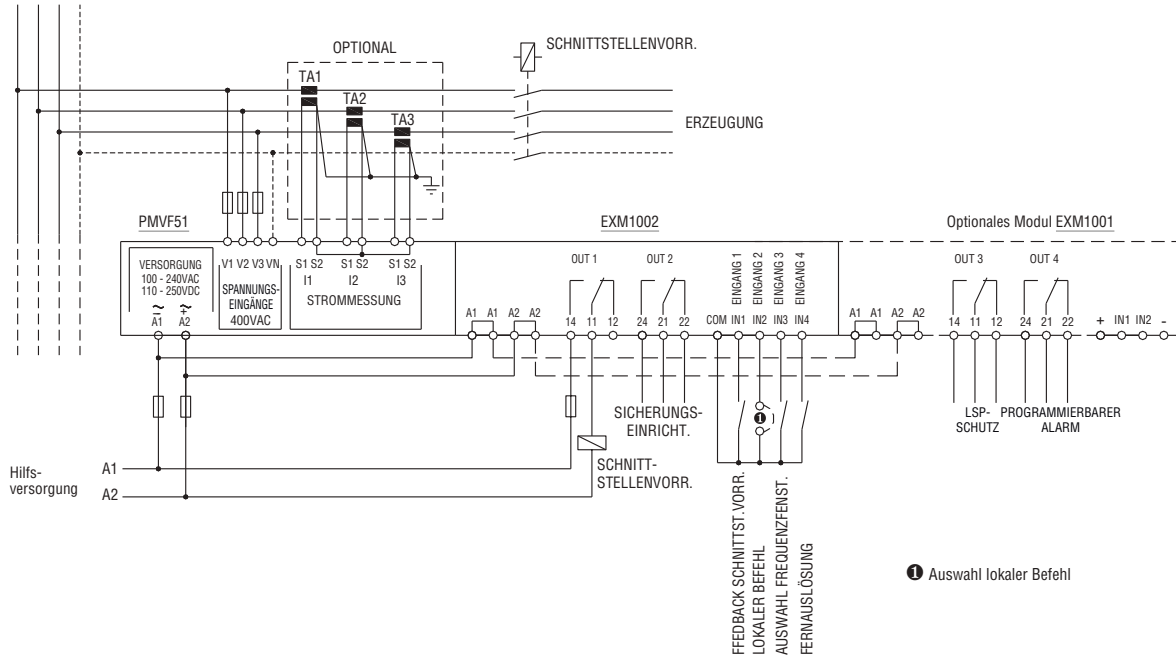 OPTIONAL
SCHNITTSTELLENVORR.
TA1
TA2
TA3
ERZEUGUNG
PMVF51
EXM1002
Optionales Modul EXM1001
VERSORGUNG
100 - 240VAC
110 - 250VDC
~ ~
− +
A1 A2
V1 V2 V3 VN
SPANNUNGS-
EINGÄNGE
400VAC
S1 S2 S1 S2 S1 S2
I1 I2 I3
STROMMESSUNG
A1 A1 A2 A2
OUT 1
14 11 12
OUT 2
24 21 22
EINGANG 1
EINGANG 2
EINGANG 3
EINGANG 4
COM IN1 IN2 IN3 IN4
A1 A1 A2 A2
OUT 3
14 11 12
OUT 4
24 21 22
+ IN1 IN2 -
SICHERUNGS-
EINRICHT.
❶
LSP-
SCHUTZ
PROGRAMMIERBARER
ALARM
SCHNITT-
STELLENVORR.
Hilfs-
versorgung
A1
A2
FFEDBACK SCHNITTST.VORR.
LOKALER BEFEHL
AUSWAHL FREQUENZFENST.
FERNAUSLÖSUNG
❶ Auswahl lokaler Befehl